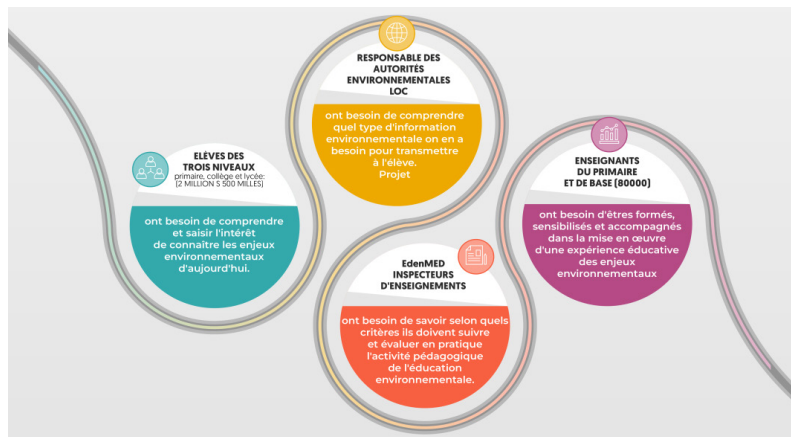 ELÈVES DES
TROIS NIVEAUX
primaire, collège et lycée:
(2 MILLION S 500 MILLES)
ont besoin de comprendre
et saisir l'intérêt
de connaître les enjeux
environnementaux
d'aujourd'hui.
RESPONSABLE DES
AUTORITÉS
ENVIRONNEMENTALES
LOC
ont besoin de comprendre
quel type d'information
environnementale on en a
besoin pour transmettre
à l'élève.
Projet
EdenMED
INSPECTEURS
D'ENSEIGNEMENTS
ont besoin de savoir selon quels
critères ils doivent suivre
et évaluer en pratique
l'activité pédagogique
de l'éducation
environnementale.
ENSEIGNANTS
DU PRIMAIRE
ET DE BASE (80000)
ont besoin d'êtres formés,
sensibilisés et accompagnés
dans la mise en œuvre
d'une expérience éducative
des enjeux
environnementaux